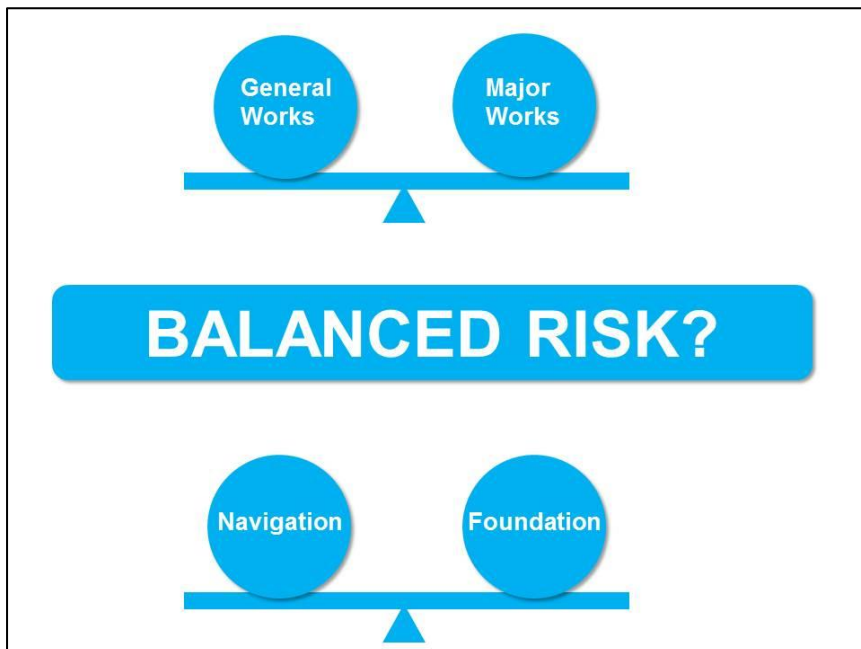 General
Works
Major
Works
BALANCED RISK?
Navigation
Foundation